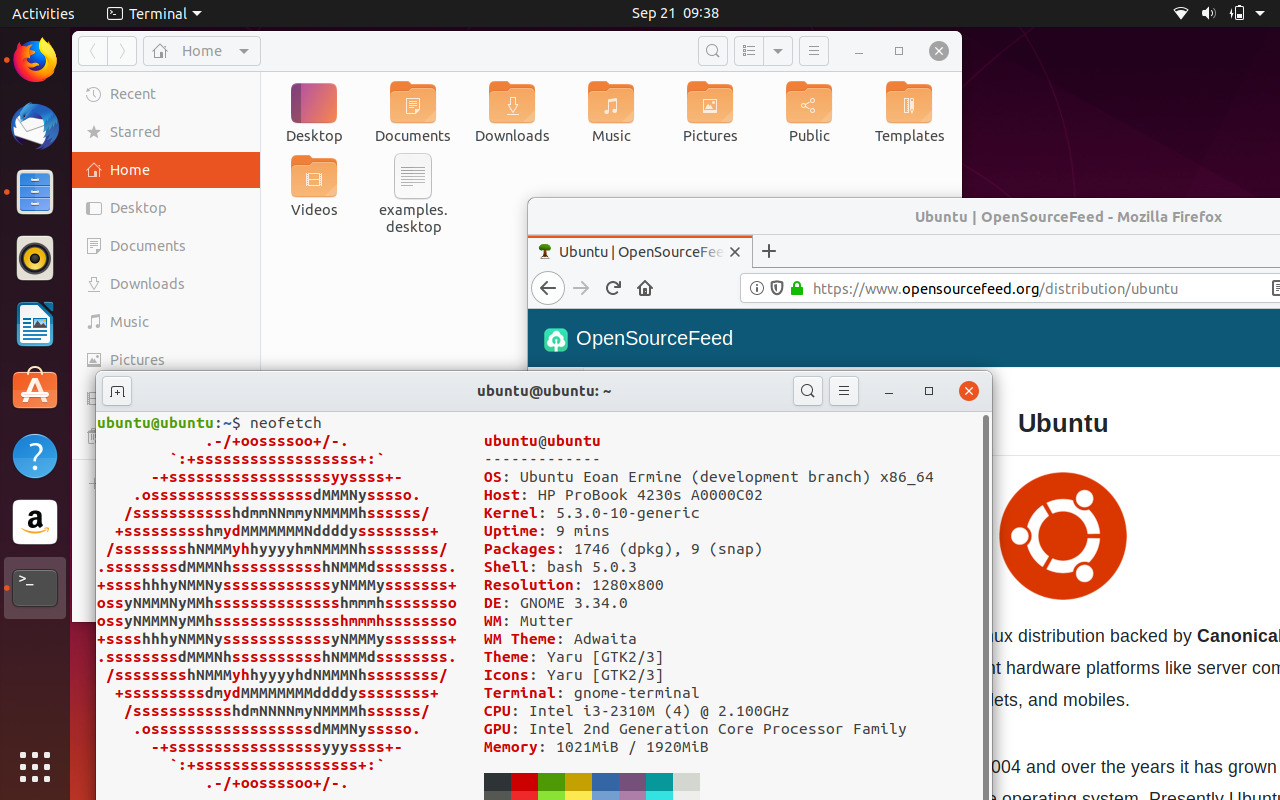 Activities
Terminal
Sep 21 09:38
Home
Recent
Starred
Home
Desktop
Documents
Downloads
Music
Pictures
Desktop
Documents
Downloads
Music
Pictures
Public
Templates
Videos
examples.
desktop
Ubuntu | OpenSourceFeed - Mozilla Firefox
Ubuntu | OpenSourceFee
https://www.opensourcefeed.org/distribution/ubuntu
OpenSourceFeed
Ubuntu
nux distribution backed by Canonical
nt hardware platforms like server com
lets, and mobiles.
004 and over the years it has grown
e operating system. Presently Ubunt
ubuntu@ubuntu: ~
ubuntu@ubuntu:~$ neofetch
.-/+oossssoo+/-.
`:+ssssssssssssssssss+:`
-+ssssssssssssssssssyyssss+-
.ossssssssssssssssssdMMMNysssso.
/ssssssssssshdmmNNmmyNMMMMhssssss/
+ssssssssshmydMMMMMMMNddddyssssssss+
/sssssssshNMMMyhhyyyyhmNMMMNhssssssss/
.ssssssssdMMMNhsssssssssshNMMMdssssssss.
+sssshhhyNMMNyssssssssssssyNMMMysssssss+
ossyNMMMNyMMhsssssssssssssshmmmhssssssso
ossyNMMMNyMMhsssssssssssssshmmmhssssssso
+sssshhhyNMMNyssssssssssssyNMMMysssssss+
.ssssssssdMMMNhsssssssssshNMMMdssssssss.
/sssssssshNMMMyhhyyyyhdNMMMNhssssssss/
+sssssssssdmydMMMMMMMMddddyssssssss+
/ssssssssssshdmNNNNmyNMMMMhssssss/
.ossssssssssssssssssdMMMNysssso.
-+sssssssssssssssssyyyssss+-
`:+ssssssssssssssssss+:`
.-/+oossssoo+/-.
ubuntu@ubuntu
-------------
OS: Ubuntu Eoan Ermine (development branch) x86_64
Host: HP ProBook 4230s A0000C02
Kernel: 5.3.0-10-generic
Uptime: 9 mins
Packages: 1746 (dpkg), 9 (snap)
Shell: bash 5.0.3
Resolution: 1280x800
DE: GNOME 3.34.0
WM: Mutter
WM Theme: Adwaita
Theme: Yaru [GTK2/3]
Icons: Yaru [GTK2/3]
Terminal: gnome-terminal
CPU: Intel i3-2310M (4) @ 2.100GHz
GPU: Intel 2nd Generation Core Processor Family
Memory: 1021MiB / 1920MiB